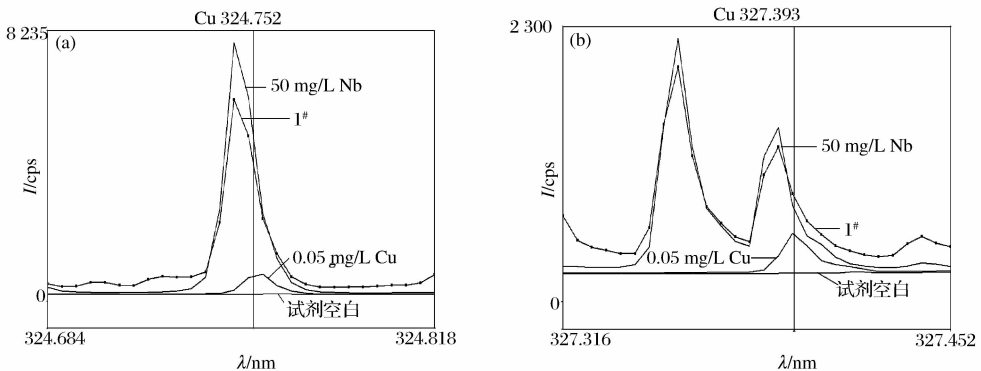 Cu 324.752
8 235
(a)
50 mg/L Nb
1#
I/cps
0.05 mg/L Cu
0
试剂空白
324.684
324.818
λ/nm
Cu 327.393
2 300
(b)
50 mg/L Nb
I/cps
1#
0.05 mg/L Cu
试剂空白
0
327.316
327.452
λ/nm